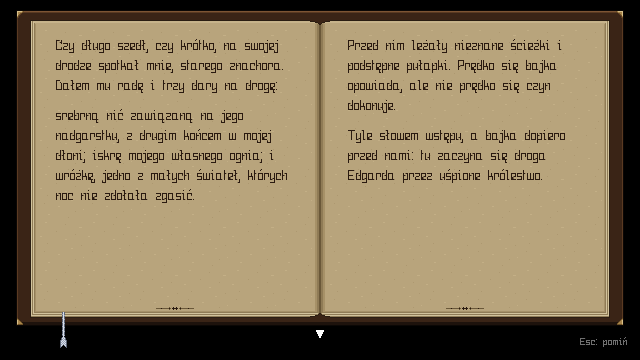 Czy długo szedł, czy krótko, na swojej
drodze spotkał mnie, starego znachora.
Dałem mu radę i trzy dary na drogę:
srebrną nić zawiązaną na jego
nadgarstku, z drugim końcem w mojej
dłoni; iskrę mojego własnego ognia; i
wróżkę, jedno z małych świateł, których
noc nie zdołała zgasić.
Przed nim leżały nieznane ścieżki i
podstępne pułapki. Prędko się bajka
opowiada, ale nie prędko się czyn
dokonuje.
Tyle słowem wstępu, a bajka dopiero
przed nami: tu zaczyna się droga
Edgarda przez uśpione królestwo.
Esc: pomiń